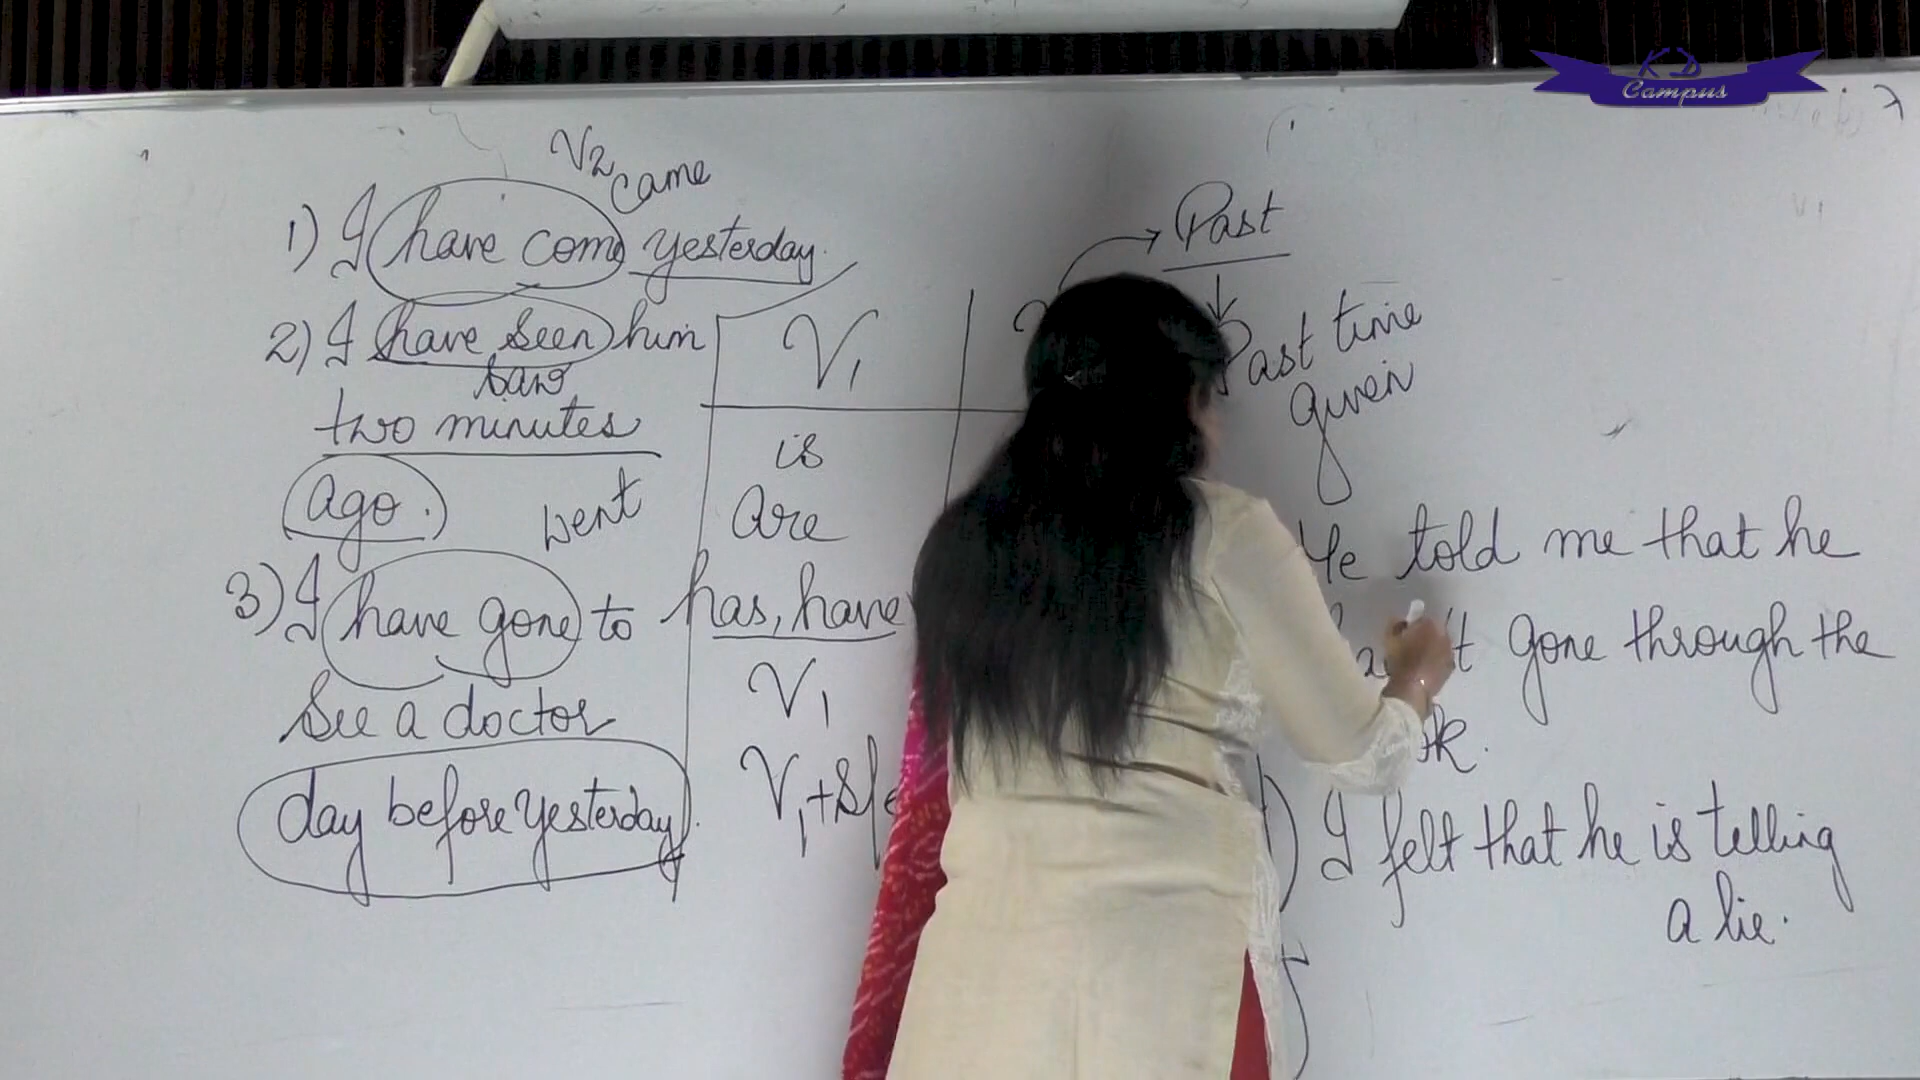 KD
Campus
V2
came
1) I have come yesterday.
2) I have seen him
saw
two minutes
ago.
went
3) I have gone to
see a doctor
day before yesterday.
V1
is
are
has, have
V1
Past
Past time
given
He told me that he
gone through the
I felt that he is telling
a lie.